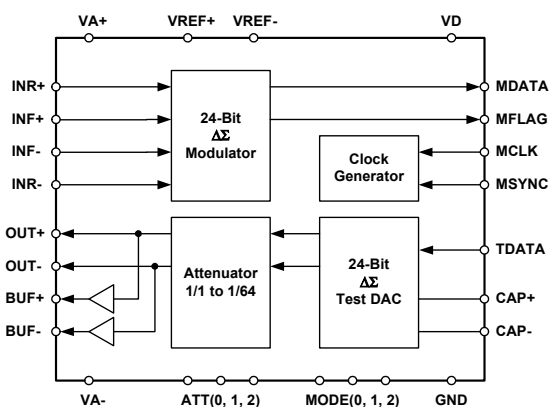 VA+
VREF+
VREF-
VD
INR+
INF+
INF-
INR-
24-Bit
ΔΣ
Modulator
MDATA
MFLAG
Clock
Generator
MCLK
MSYNC
OUT+
OUT-
BUF+
BUF-
Attenuator
1/1 to 1/64
24-Bit
ΔΣ
Test DAC
TDATA
CAP+
CAP-
VA-
ATT(0, 1, 2)
MODE(0, 1, 2)
GND